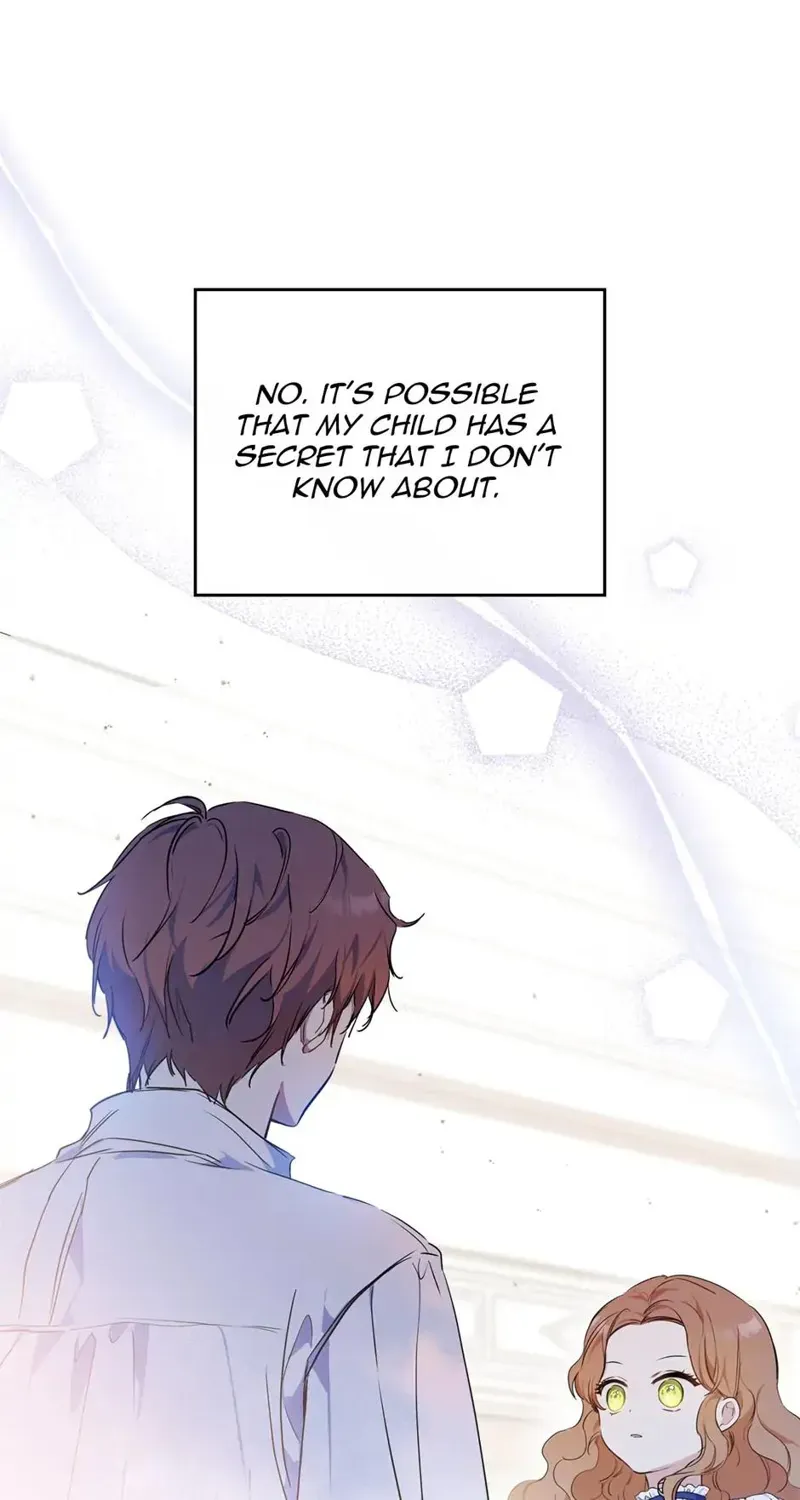 NO. IT'S POSSIBLE
THAT MY CHILD HAS A
SECRET THAT I DON'T
KNOW ABOUT.